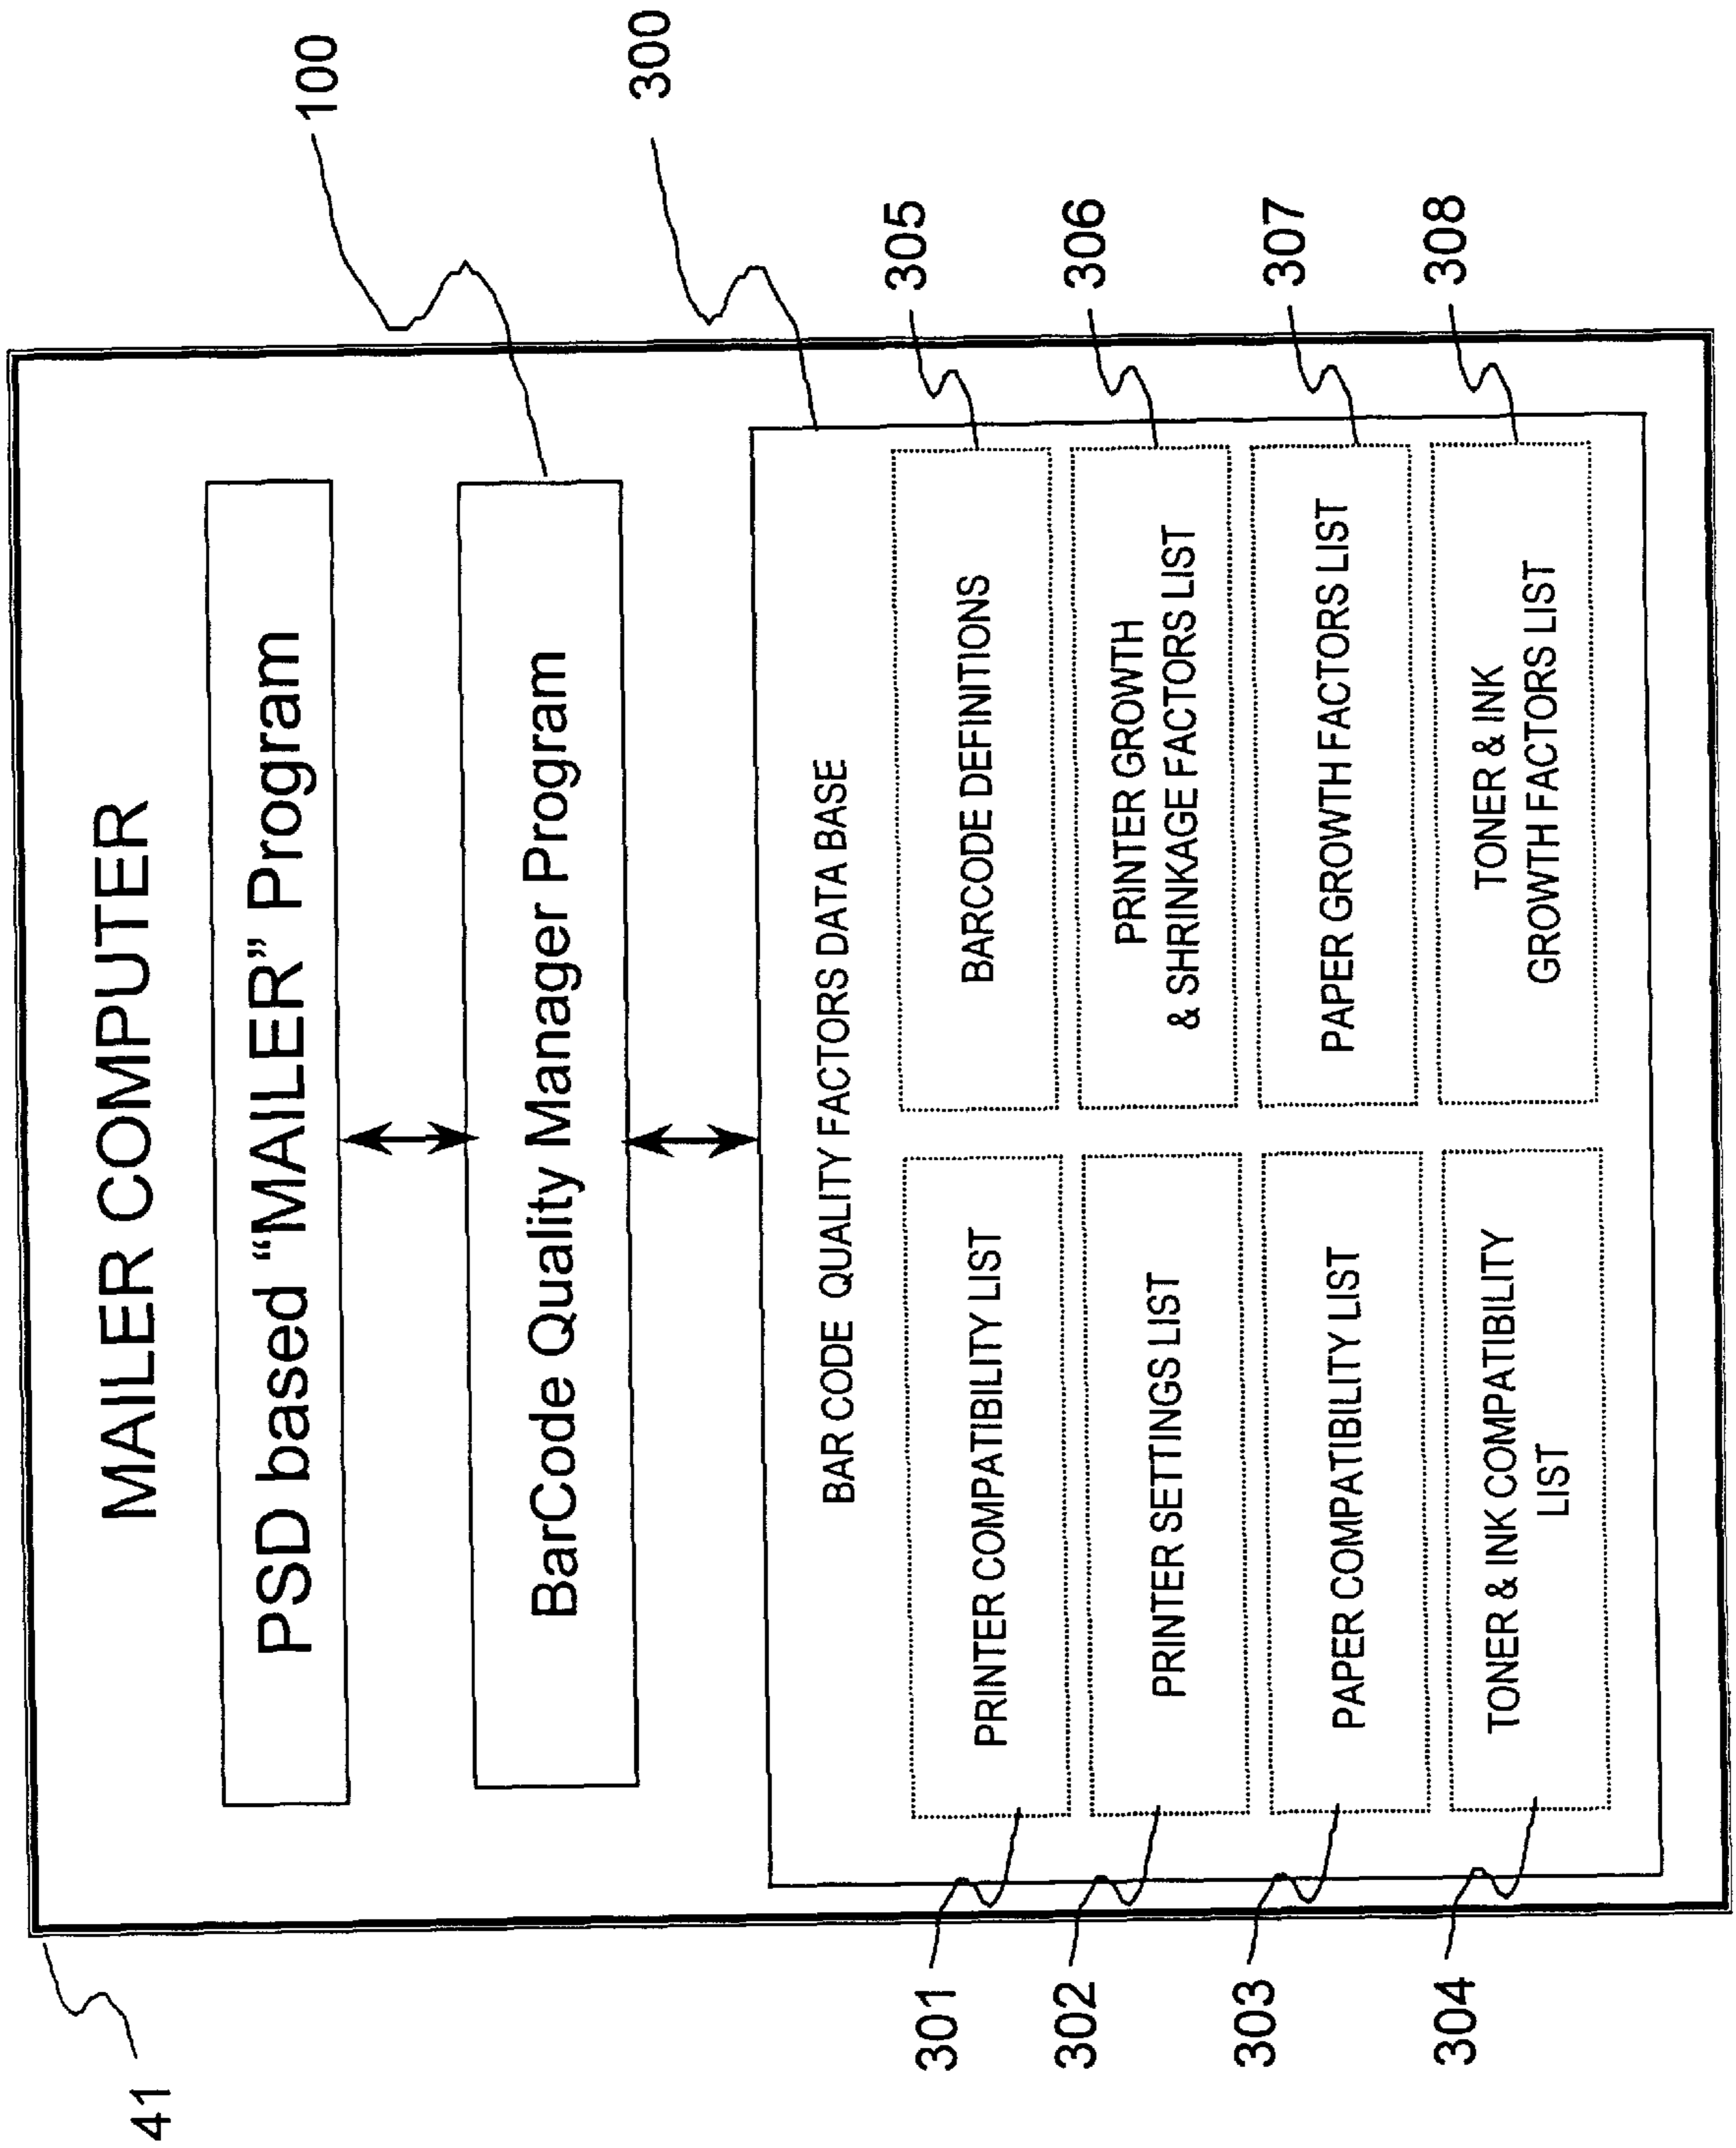 MAILER COMPUTER
PSD based “MAILER” Program
BarCode Quality Manager Program
100
BAR CODE QUALITY FACTORS DATA BASE
300
301
PRINTER COMPATIBILITY LIST
BARCODE DEFINITIONS
305
302
PRINTER SETTINGS LIST
PRINTER GROWTH
& SHRINKAGE FACTORS LIST
306
303
PAPER COMPATIBILITY LIST
PAPER GROWTH FACTORS LIST
307
304
TONER & INK COMPATIBILITY
LIST
TONER & INK
GROWTH FACTORS LIST
308
41